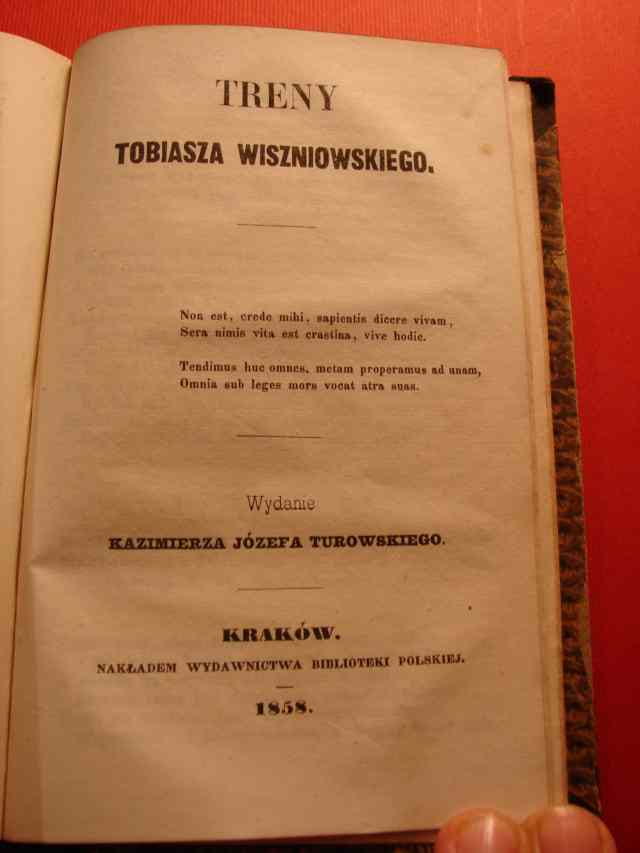 TRENY
TOBIASZA WISZNIOWSKIEGO.
Non est, crede mihi, sapientis dicere vivam,
Sera nimis vita est crastina, vive hodie.
Tendimus huc omnes, metam properamus ad unam,
Omnia sub leges mors vocat atra suas.
Wydanie
KAZIMIERZA JÓZEFA TUROWSKIEGO.
KRAKÓW.
NAKŁADEM WYDAWNICTWA BIBLIOTEKI POLSKIEJ.
1858.